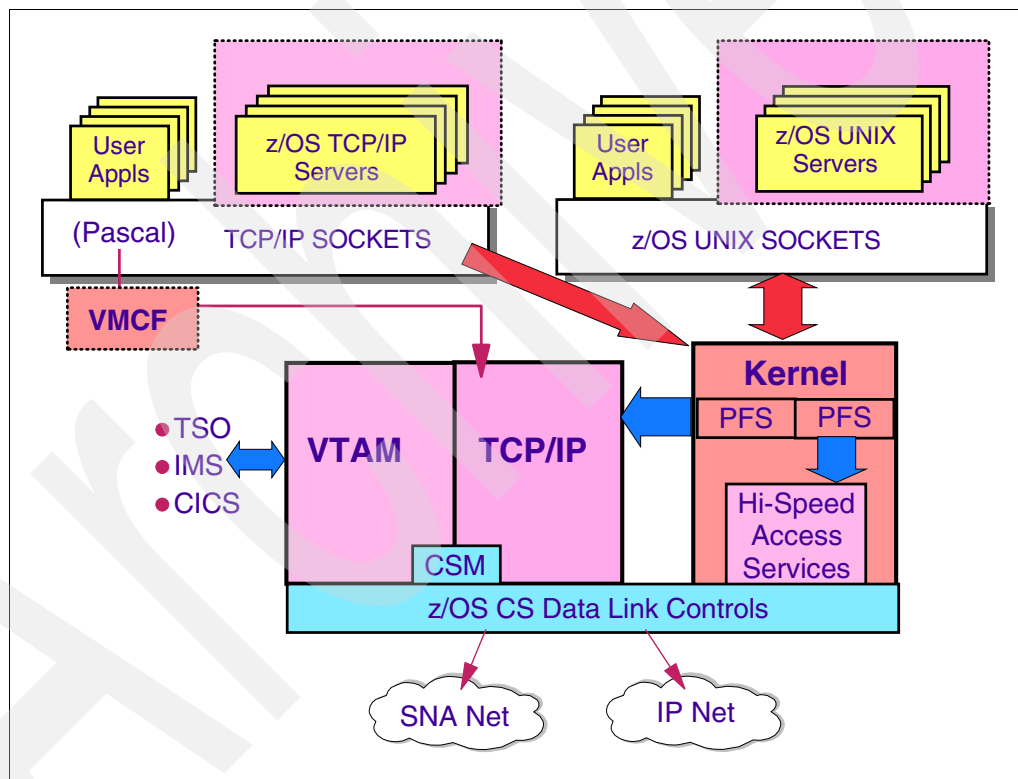 User
Appls
z/OS TCP/IP
Servers
User
Appls
z/OS UNIX
Servers
(Pascal)
TCP/IP SOCKETS
z/OS UNIX SOCKETS
VMCF
Kernel
PFS
PFS
TSO
IMS
CICS
VTAM
TCP/IP
Hi-Speed
Access
Services
CSM
z/OS CS Data Link Controls
SNA Net
IP Net